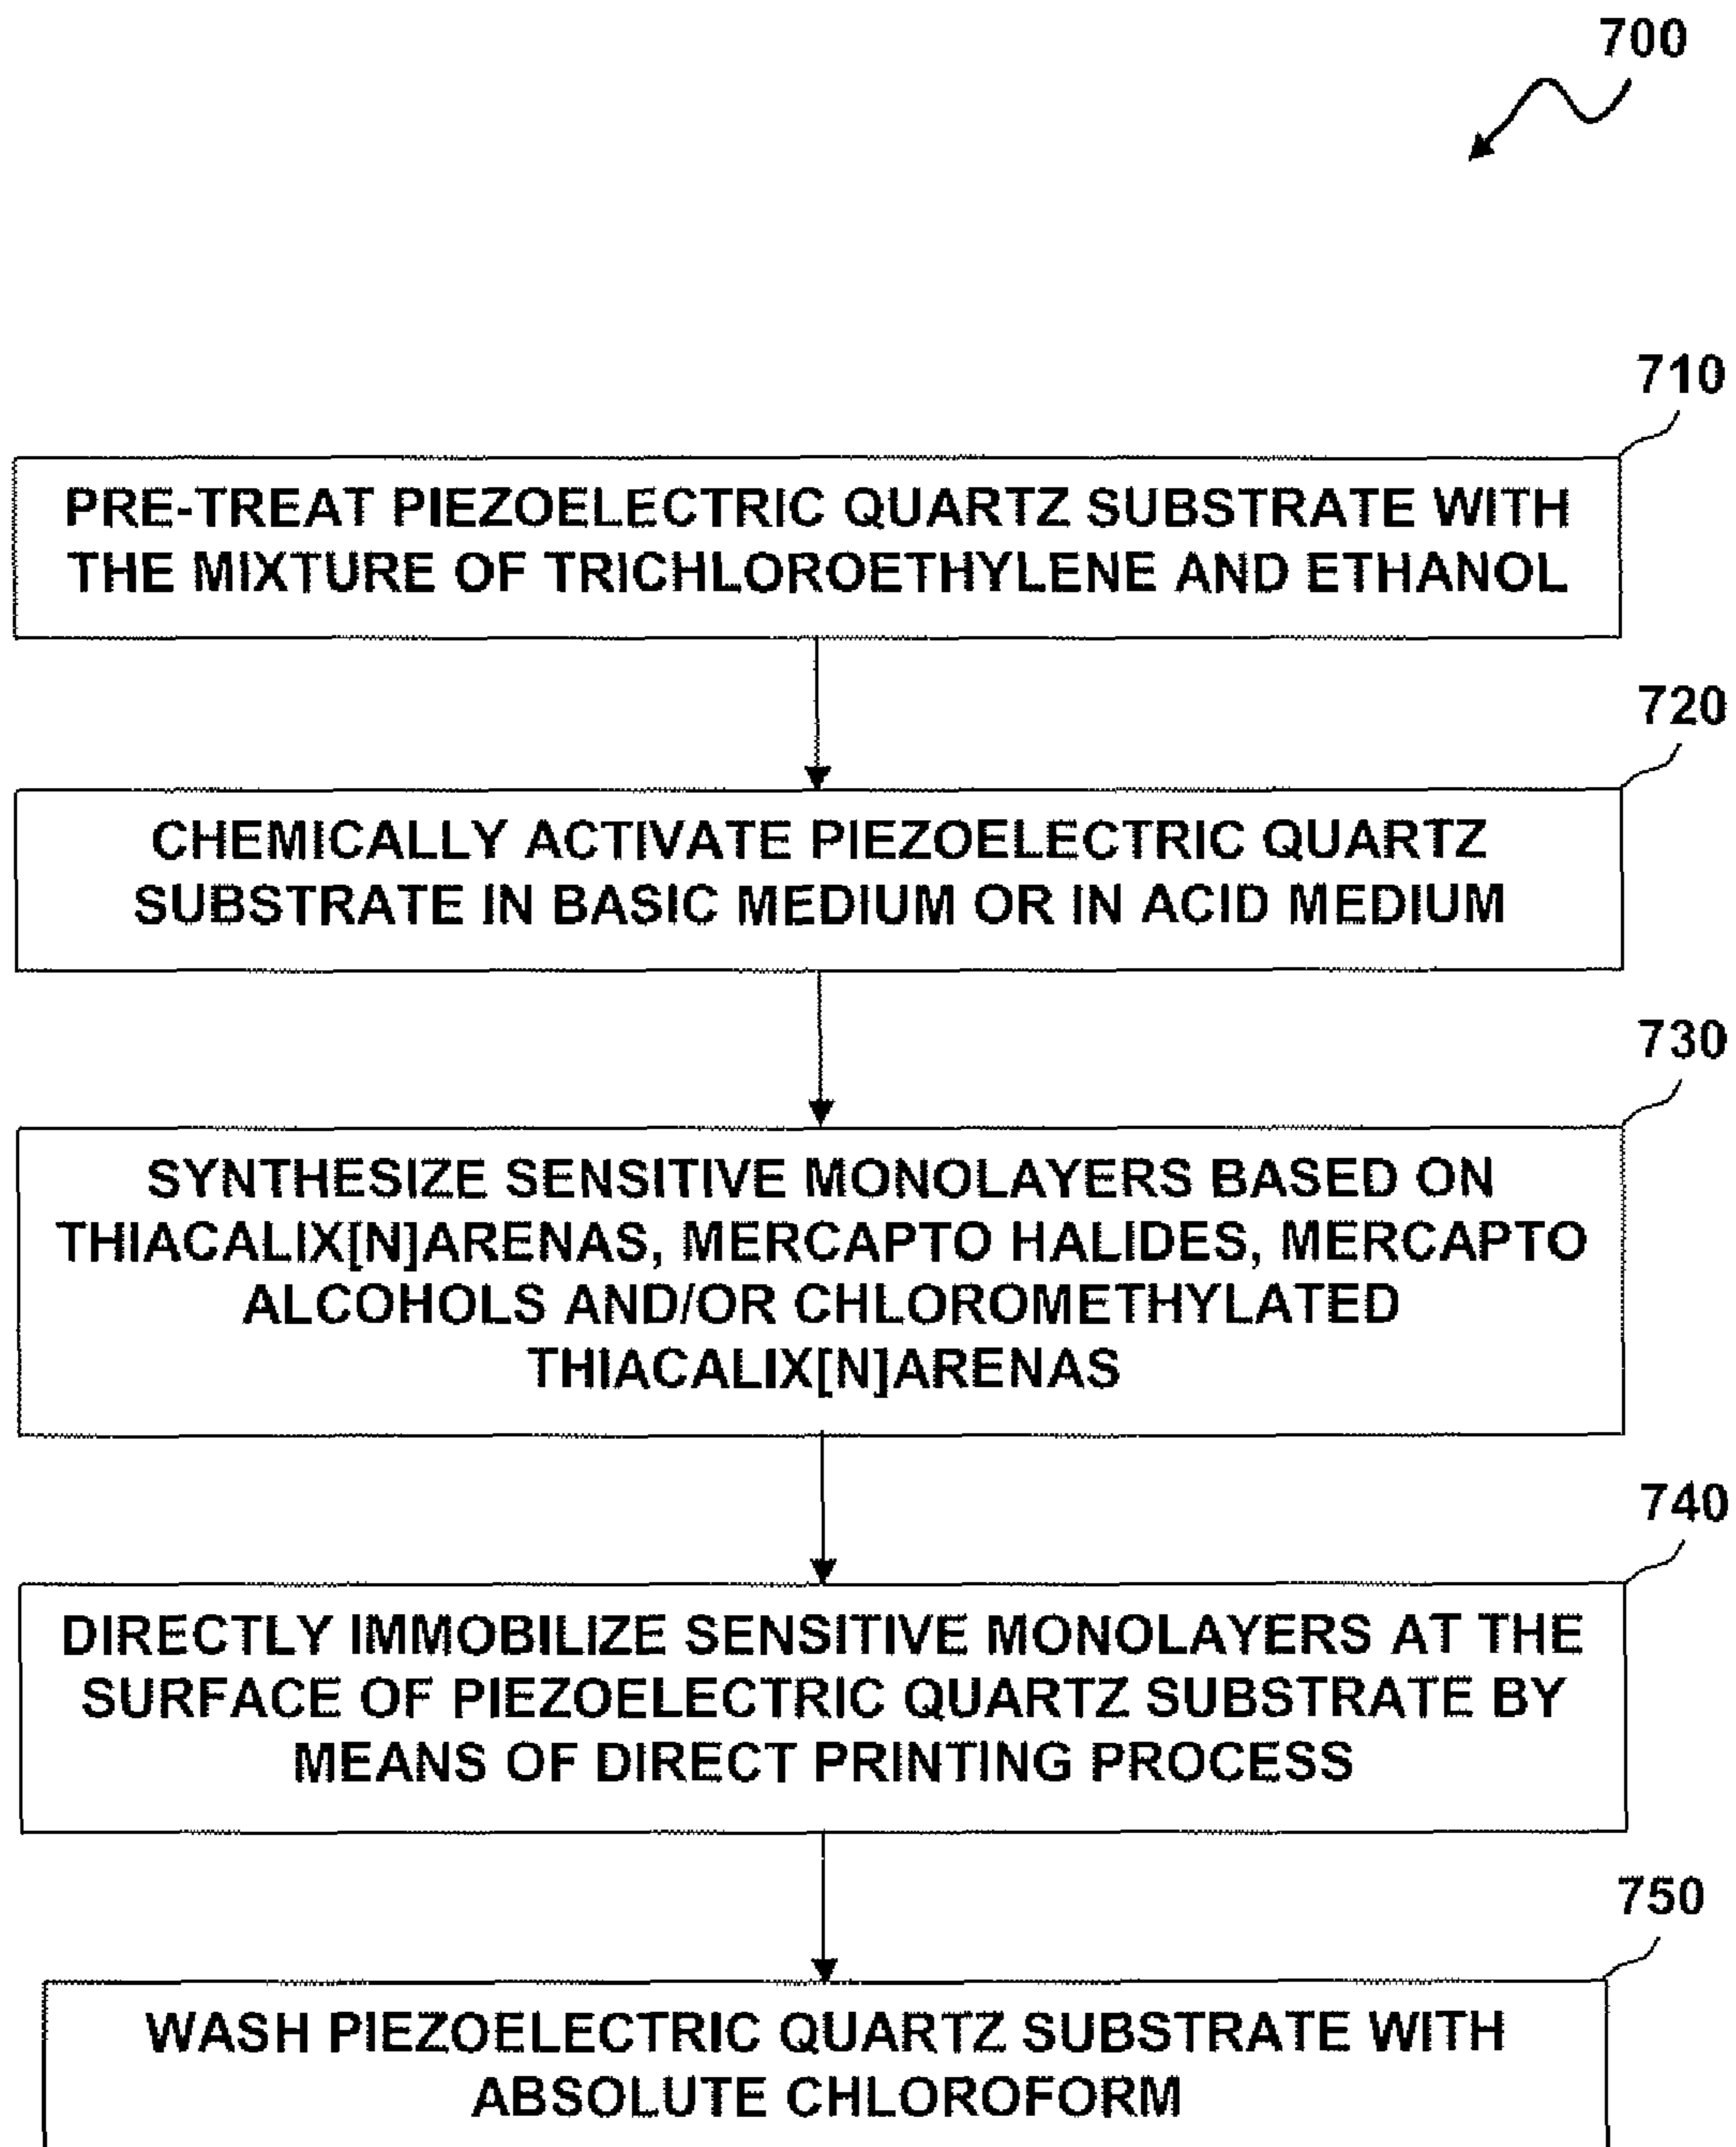 700
710
PRE-TREAT PIEZOELECTRIC QUARTZ SUBSTRATE WITH
THE MIXTURE OF TRICHLOROETHYLENE AND ETHANOL
720
CHEMICALLY ACTIVATE PIEZOELECTRIC QUARTZ
SUBSTRATE IN BASIC MEDIUM OR IN ACID MEDIUM
730
SYNTHESIZE SENSITIVE MONOLAYERS BASED ON
THIACALIX[N]ARENAS, MERCAPTO HALIDES, MERCAPTO
ALCOHOLS AND/OR CHLOROMETHYLATED
THIACALIX[N]ARENAS
740
DIRECTLY IMMOBILIZE SENSITIVE MONOLAYERS AT THE
SURFACE OF PIEZOELECTRIC QUARTZ SUBSTRATE BY
MEANS OF DIRECT PRINTING PROCESS
750
WASH PIEZOELECTRIC QUARTZ SUBSTRATE WITH
ABSOLUTE CHLOROFORM